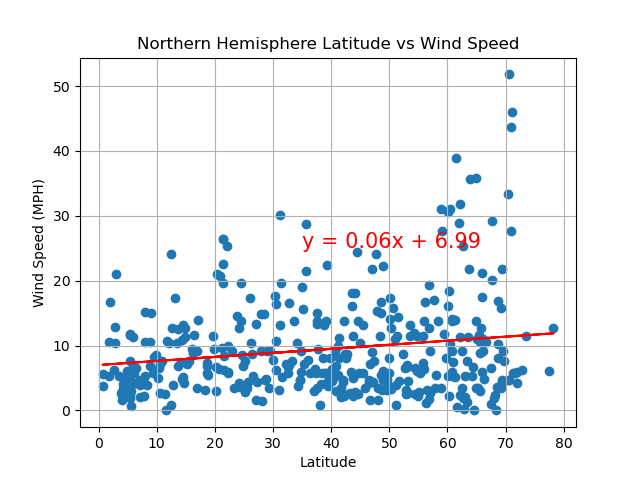 Northern Hemisphere Latitude vs Wind Speed
Wind Speed (MPH)
50
40
30
20
10
0
y = 0.06x + 6.99
0 10 20 30 40 50 60 70 80
Latitude